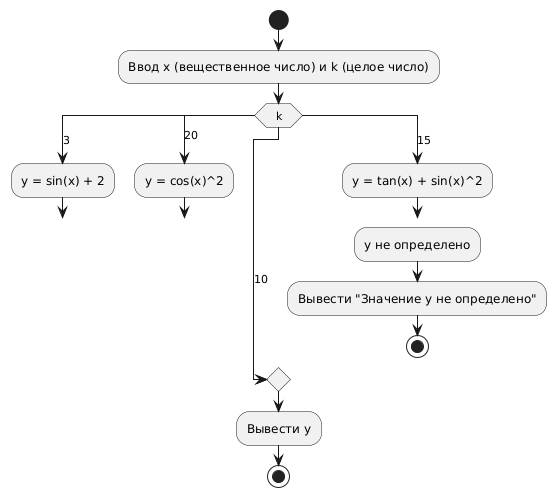 Ввод x (вещественное число) и k (целое число)
k
3
20
15
y = sin(x) + 2
y = cos(x)^2
y = tan(x) + sin(x)^2
y не определено
10
Вывести "Значение y не определено"
Вывести y